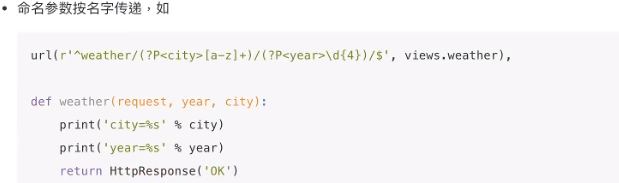 • 命名参数按名字传递，如
url(r'^weather/(?P<city>[a-z]+)/(?P<year>\d{4})/$', views.weather),
def weather(request, year, city):
    print('city=%s' % city)
    print('year=%s' % year)
    return HttpResponse('OK')